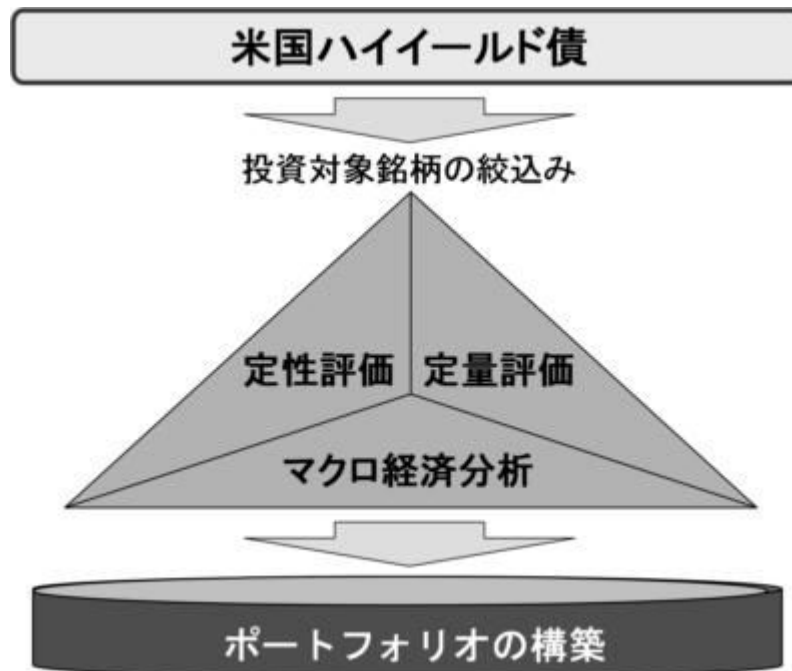 米国ハイイールド債
投資対象銘柄の絞込み
定性評価
定量評価
マクロ経済分析
ポートフォリオの構築